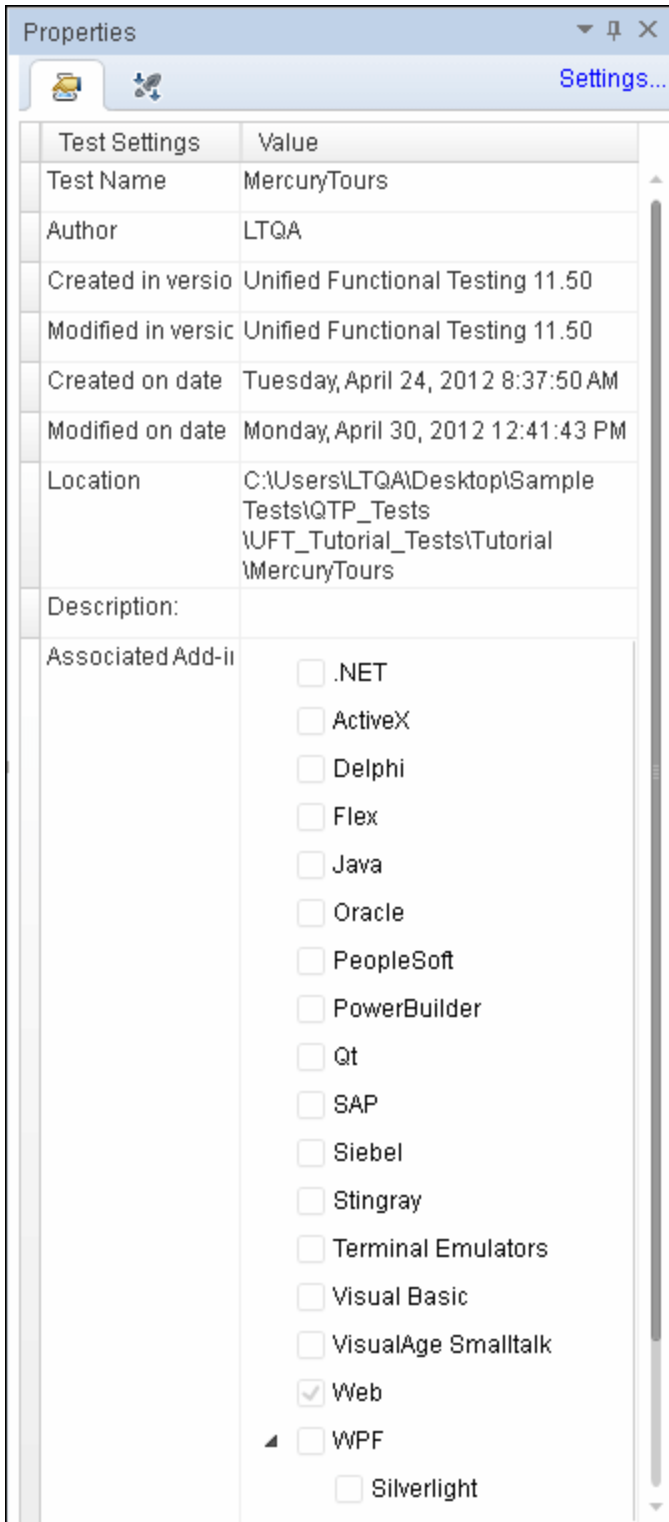 Properties
Settings...
Test Settings Value
Test Name MercuryTours
Author LTQA
Created in versio Unified Functional Testing 11.50
Modified in versic Unified Functional Testing 11.50
Created on date Tuesday, April 24, 2012 8:37:50 AM
Modified on date Monday, April 30, 2012 12:41:43 PM
Location C:\Users\LTQA\Desktop\Sample
Tests\QTP_Tests
\UFT_Tutorial_Tests\Tutorial
\MercuryTours
Description:
Associated Add-in
.NET
ActiveX
Delphi
Flex
Java
Oracle
PeopleSoft
PowerBuilder
Qt
SAP
Siebel
Stingray
Terminal Emulators
Visual Basic
VisualAge Smalltalk
Web
WPF
Silverlight